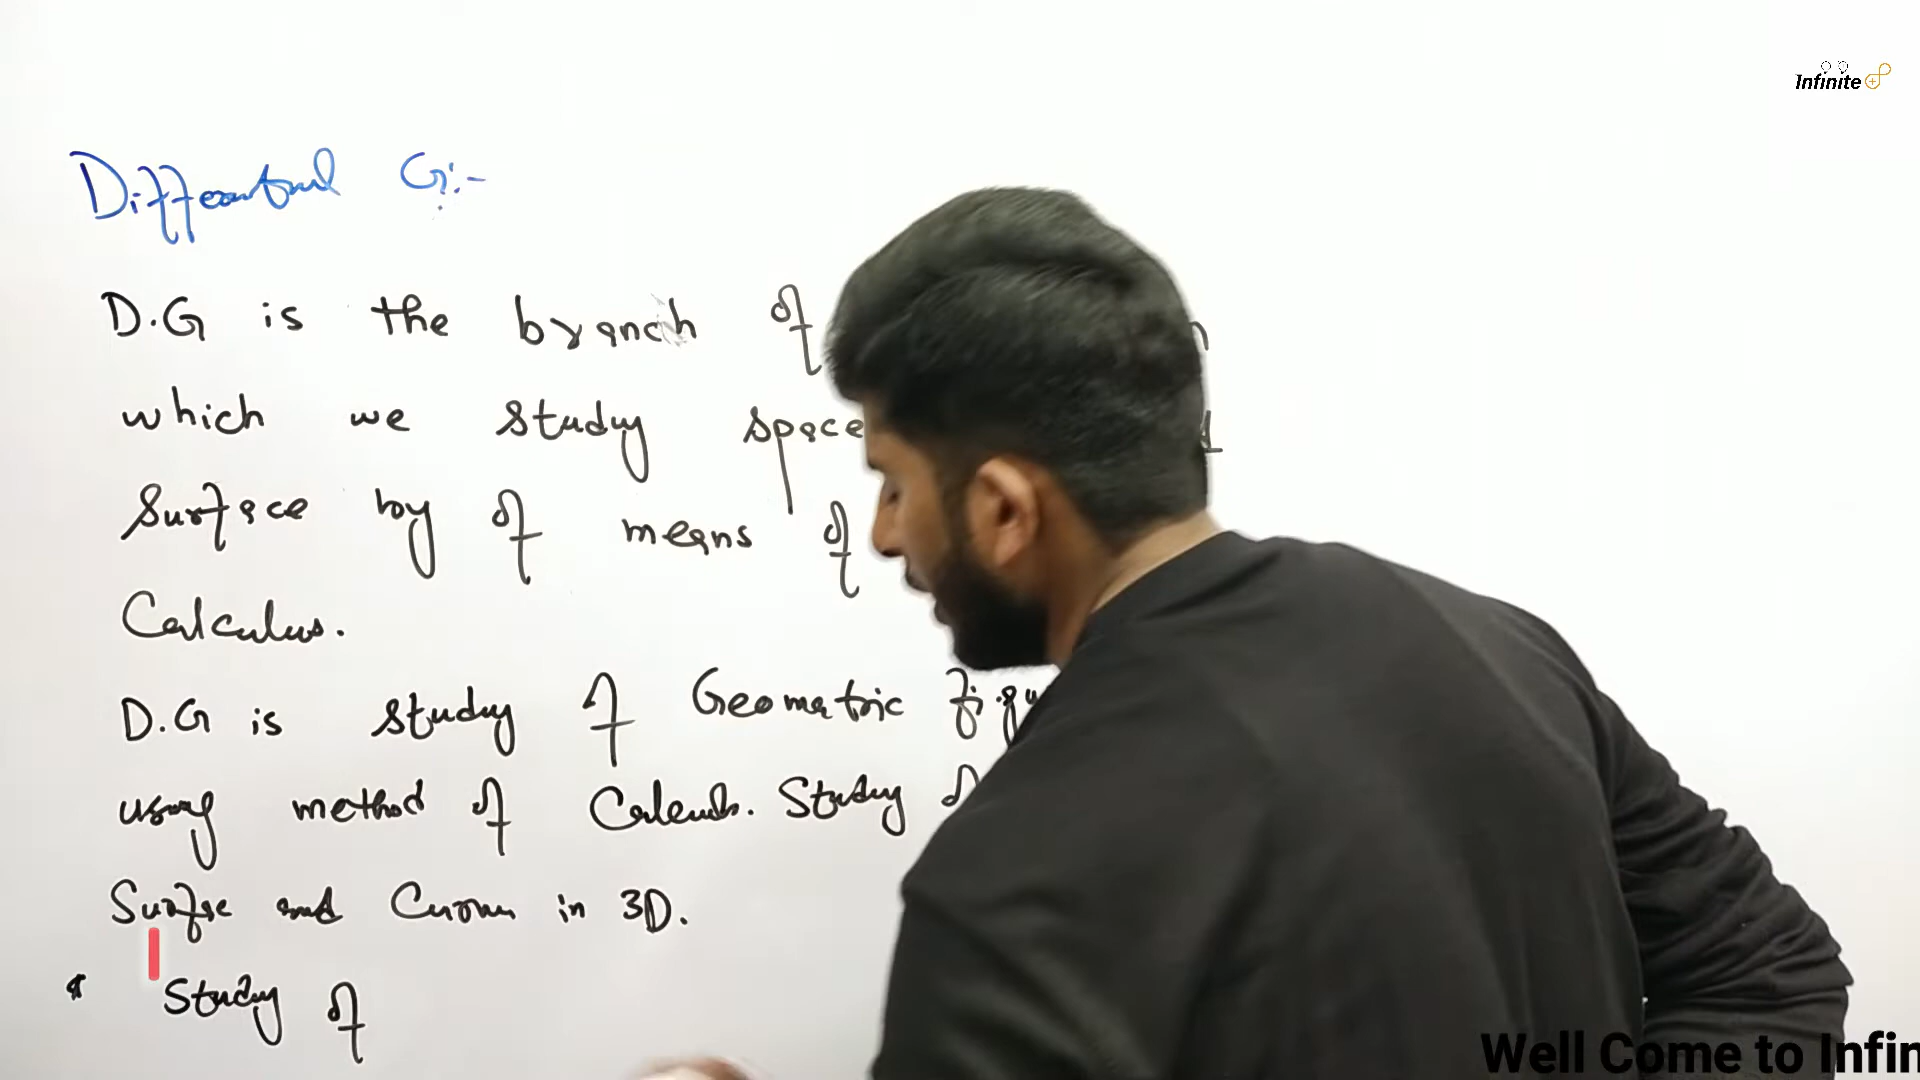 Infinite
Differential G:-
D.G is the branch of
which we study space
Surface by of means of
Calculus.
D.G is study of Geometric figu
using method of Calculus. Study of
Surface and Curves in 3D.
* Study of
Well Come to Infin